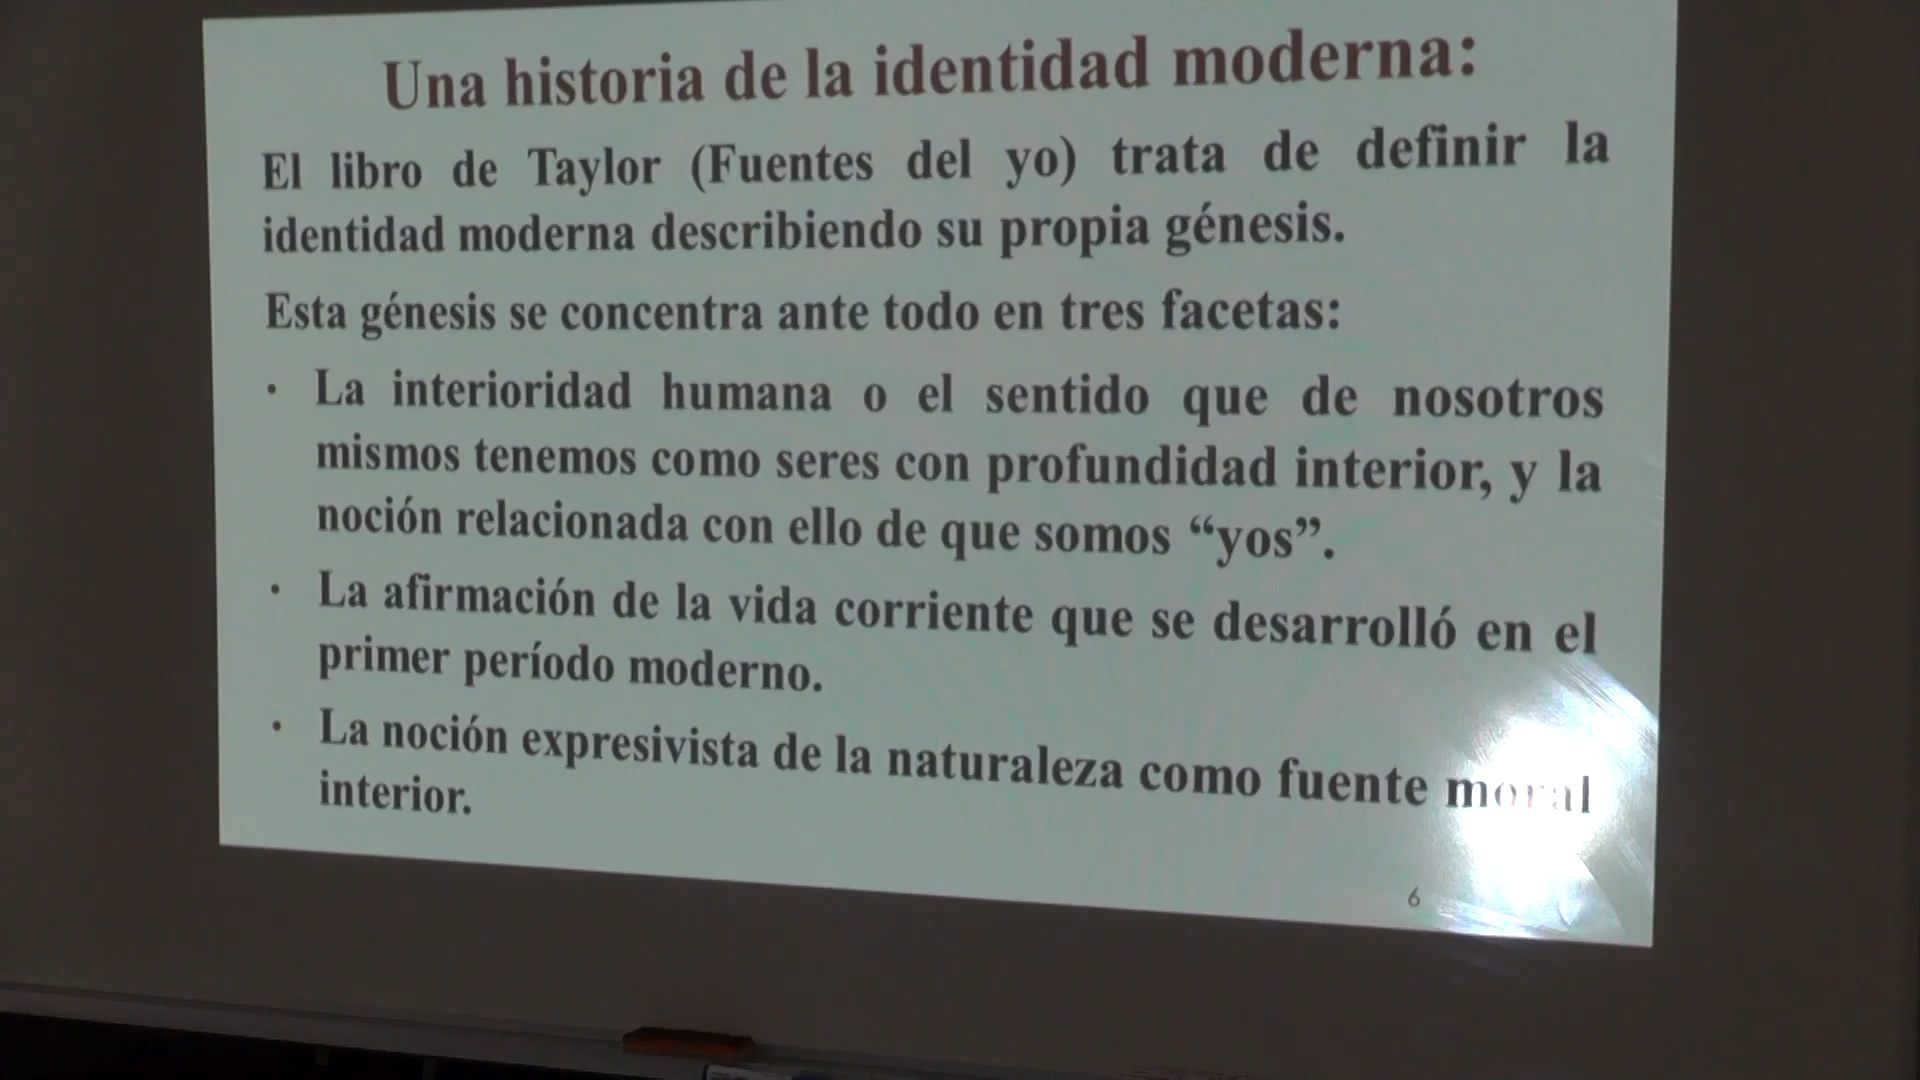 Una historia de la identidad moderna:
El libro de Taylor (Fuentes del yo) trata de definir la
identidad moderna describiendo su propia génesis.
Esta génesis se concentra ante todo en tres facetas:
• La interioridad humana o el sentido que de nosotros
mismos tenemos como seres con profundidad interior, y la
noción relacionada con ello de que somos “yos”.
• La afirmación de la vida corriente que se desarrolló en el
primer período moderno.
• La noción expresivista de la naturaleza como fuente moral
interior.
6